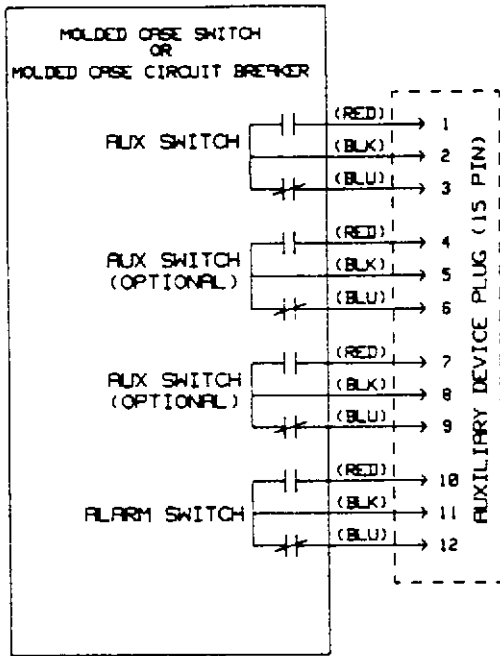 MOLDED CASE SWITCH
OR
MOLDED CASE CIRCUIT BREAKER
AUX SWITCH
(RED) 1
(BLK) 2
(BLU) 3
AUX SWITCH
(OPTIONAL)
(RED) 4
(BLK) 5
(BLU) 6
AUX SWITCH
(OPTIONAL)
(RED) 7
(BLK) 8
(BLU) 9
ALARM SWITCH
(RED) 10
(BLK) 11
(BLU) 12
AUXILIARY DEVICE PLUG (15 PIN)